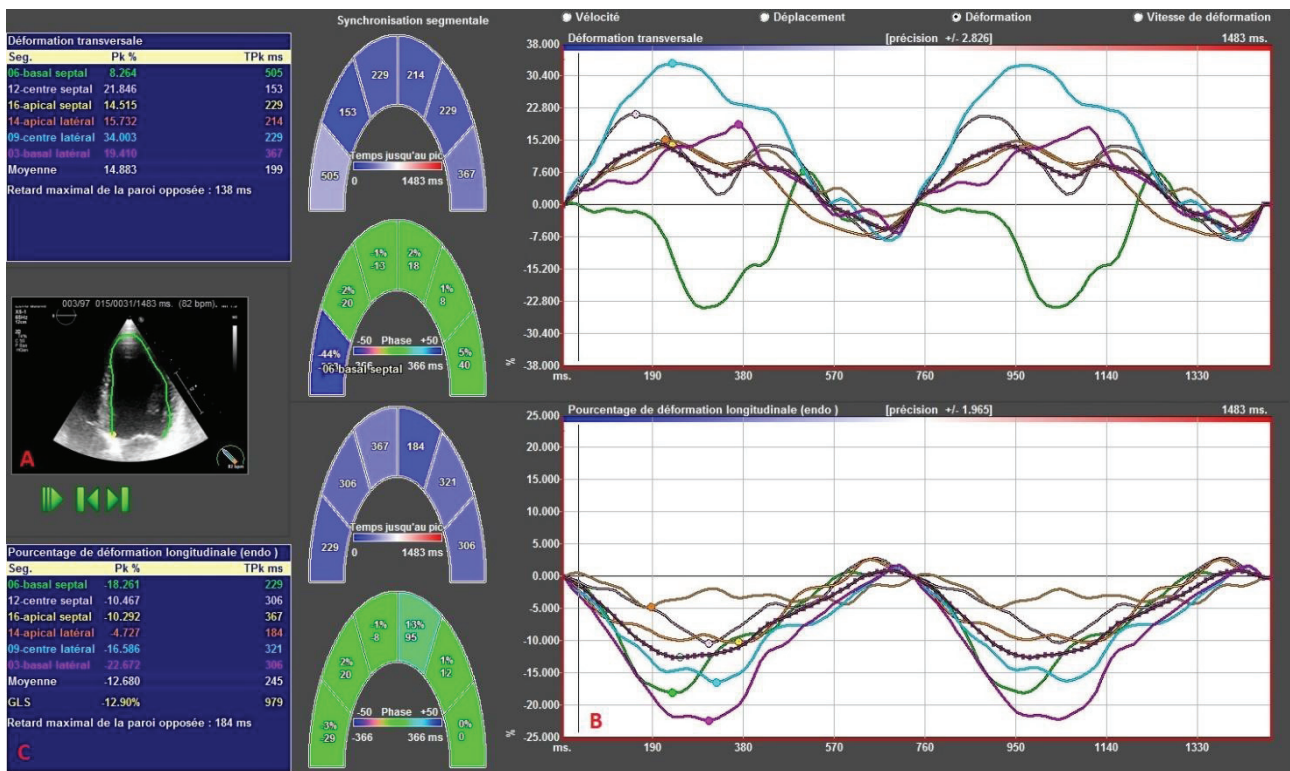 Synchronisation segmentale
Vélocité Déplacement Déformation Vitesse de déformation
Déformation transversale
Seg. Pk % TPk ms
06-basal septal 8.264 505
12-centre septal 21.846 153
16-apical septal 14.515 229
14-apical latéral 15.732 214
09-centre latéral 34.003 229
03-basal latéral 19.410 367
Moyenne 14.883 199
Retard maximal de la paroi opposée : 138 ms
229 214
153 229
505 367
Temps jusqu'au pic
0 1483 ms
-1% 2%
-13 18
-2% 1%
-20 8
-44% 5%
40
-50 Phase +50
366 ms
06 basal septal
Déformation transversale [précision +/- 2.826] 1483 ms.
38.000
30.400
22.800
15.200
7.600
0.000
-7.600
-15.200
-22.800
-30.400
-38.000
%
ms. 190 380 570 760 950 1140 1330
003/97 015/0031/1483 ms. (82 bpm)
82 bpm
A
Pourcentage de déformation longitudinale (endo )
Seg. Pk % TPk ms
06-basal septal -18.261 229
12-centre septal -10.467 306
16-apical septal -10.292 367
14-apical latéral -4.727 184
09-centre latéral -16.586 321
03-basal latéral -22.672 306
Moyenne -12.680 245
GLS -12.90% 979
Retard maximal de la paroi opposée : 184 ms
C
367 184
306 321
229 306
Temps jusqu'au pic
0 1483 ms
-1% 13%
-8 95
2% 1%
20 12
-3% 0%
-29 0
-50 Phase +50
-366 366 ms
Pourcentage de déformation longitudinale (endo ) [précision +/- 1.965] 1483 ms.
25.000
20.000
15.000
10.000
5.000
0.000
-5.000
-10.000
-15.000
-20.000
-25.000
%
B
ms. 190 380 570 760 950 1140 1330